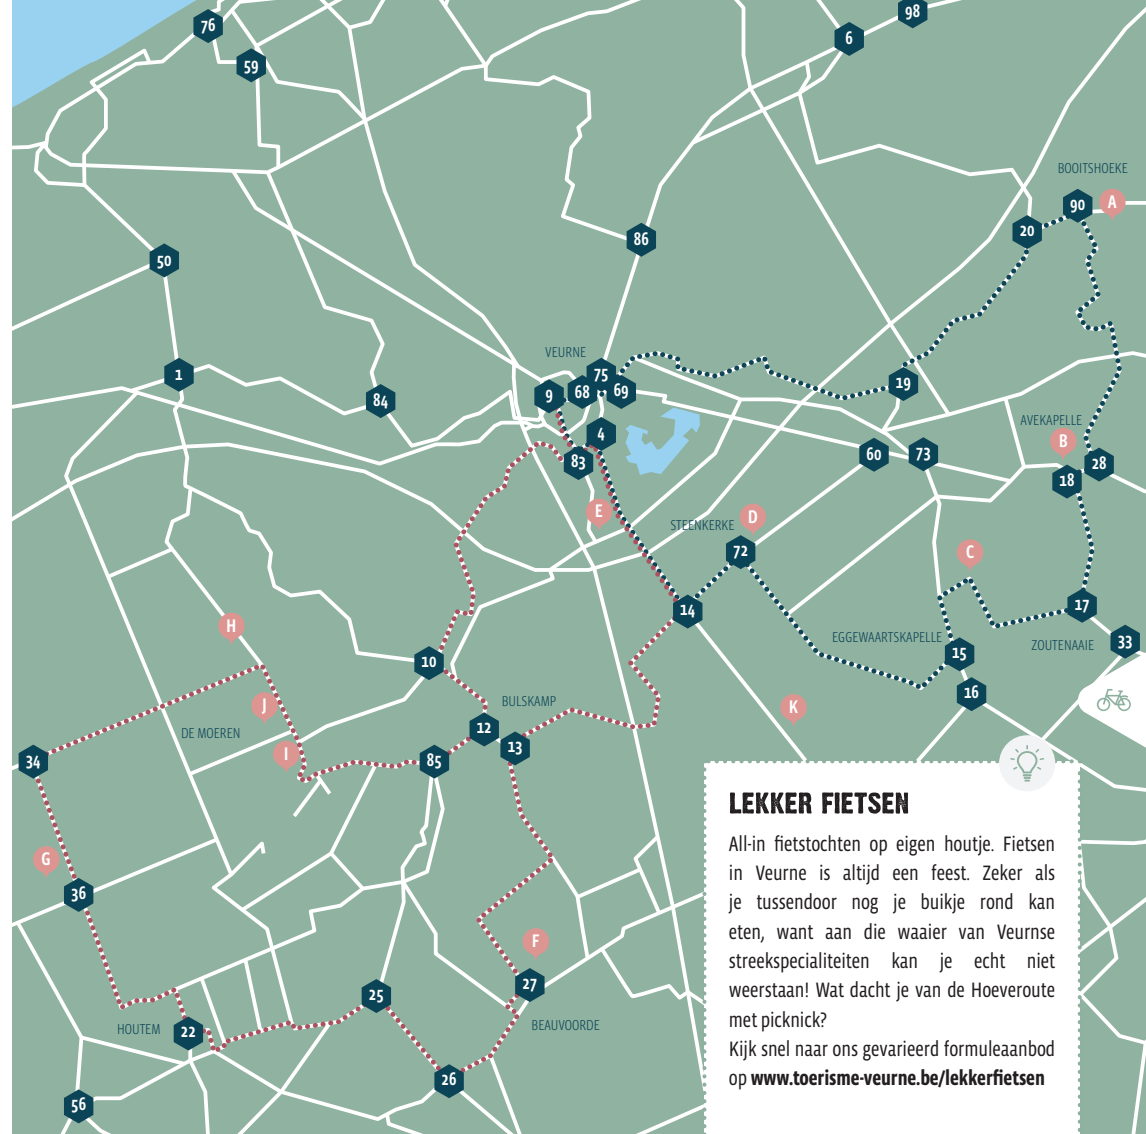 98
76
6
59
BOOITSHOEKE
90
A
20
86
50
VEURNE
75
1
19
68
69
9
84
AVEKAPELLE
4
B
60
73
83
28
18
E
D
STEENKERKE
72
C
17
14
H
EGGEWAARTSKAPELLE
33
ZOUTENAAIE
15
10
16
BULSKAMP
J
K
12
DE MOEREN
13
I
34
85
LEKKER FIETSEN
All-in fietstochten op eigen houtje. Fietsen
in Veurne is altijd een feest. Zeker als
je tussendoor nog je buikje rond kan
eten, want aan die waaier van Veurnse
streekspecialiteiten kan je echt niet
weerstaan! Wat dacht je van de Hoeveroute
met picknick?
Kijk snel naar ons gevarieerd formuleaanbod
op www.toerisme-veurne.be/lekkerfietsen
G
36
F
27
25
BEAUVOORDE
HOUTEM
22
26
56